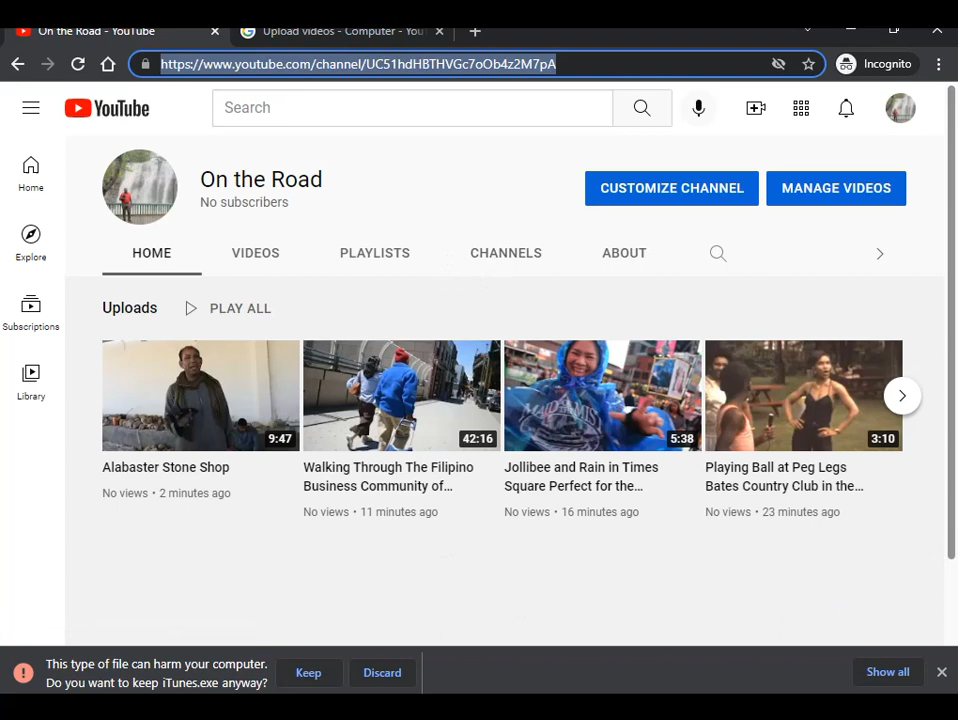 On the Road - YouTube
Upload videos - Computer - You
https://www.youtube.com/channel/UC51hdHBTHVGc7oOb4z2M7pA
Incognito
YouTube
Search
Home
Explore
Subscriptions
Library
On the Road
No subscribers
CUSTOMIZE CHANNEL
MANAGE VIDEOS
HOME
VIDEOS
PLAYLISTS
CHANNELS
ABOUT
Uploads
PLAY ALL
9:47
Alabaster Stone Shop
No views • 2 minutes ago
42:16
Walking Through The Filipino
Business Community of...
No views • 11 minutes ago
5:38
Jollibee and Rain in Times
Square Perfect for the...
No views • 16 minutes ago
3:10
Playing Ball at Peg Legs
Bates Country Club in the...
No views • 23 minutes ago
This type of file can harm your computer.
Do you want to keep iTunes.exe anyway?
Keep
Discard
Show all